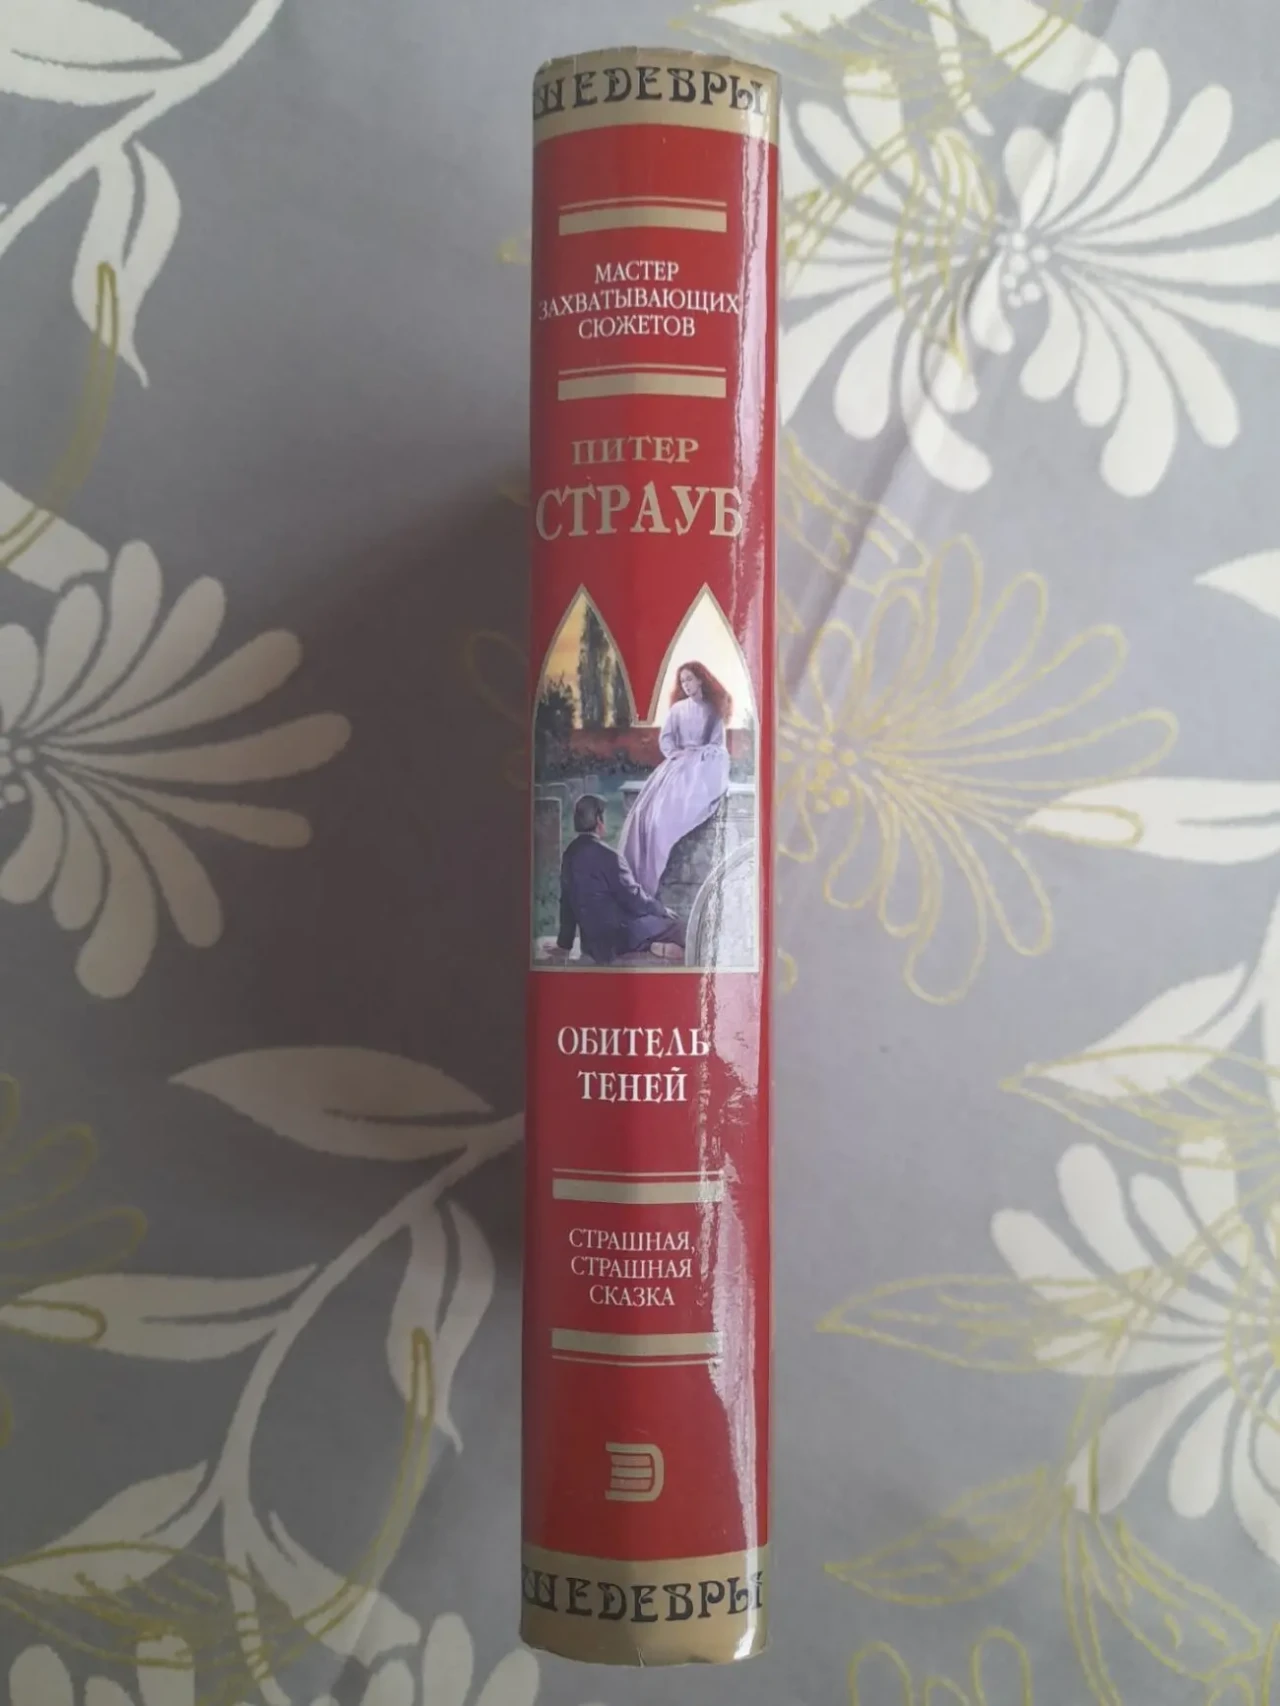 ШЕДЕВРЫ
МАСТЕР
ЗАХВАТЫВАЮЩИХ
СЮЖЕТОВ
ПИТЕР
СТРАУБ
ОБИТЕЛЬ
ТЕНЕЙ
СТРАШНАЯ,
СТРАШНАЯ
СКАЗКА
ШЕДЕВРЫ